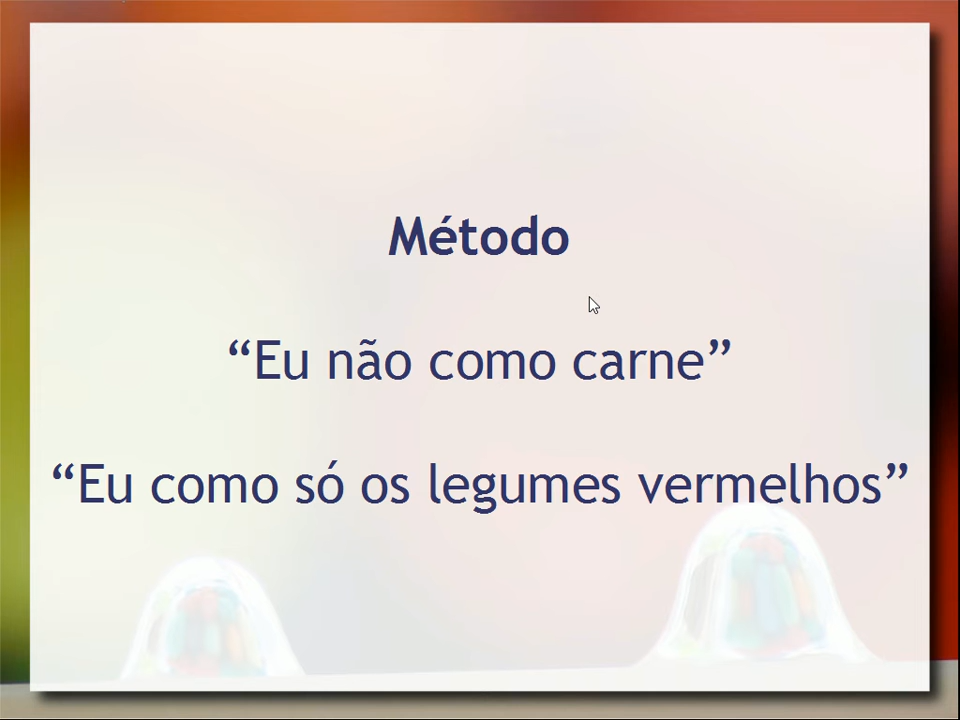 Método
“Eu não como carne”
“Eu como só os legumes vermelhos”